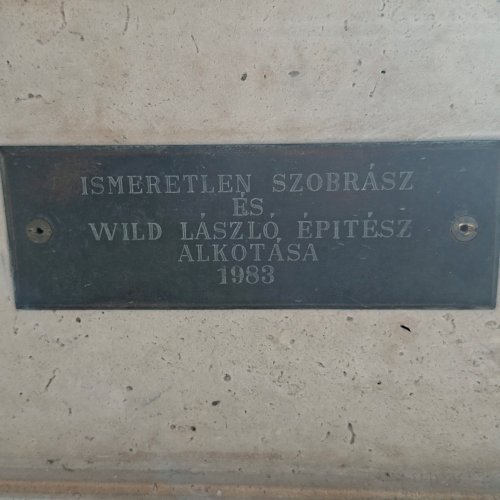 ISMERETLEN SZOBRÁSZ
ÉS
WILD LÁSZLÓ ÉPITÉSZ
ALKOTÁSA
1983